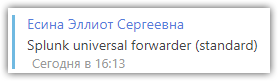 Есина Эллиот Сергеевна
Splunk universal forwarder (standard)
Сегодня в 16:13